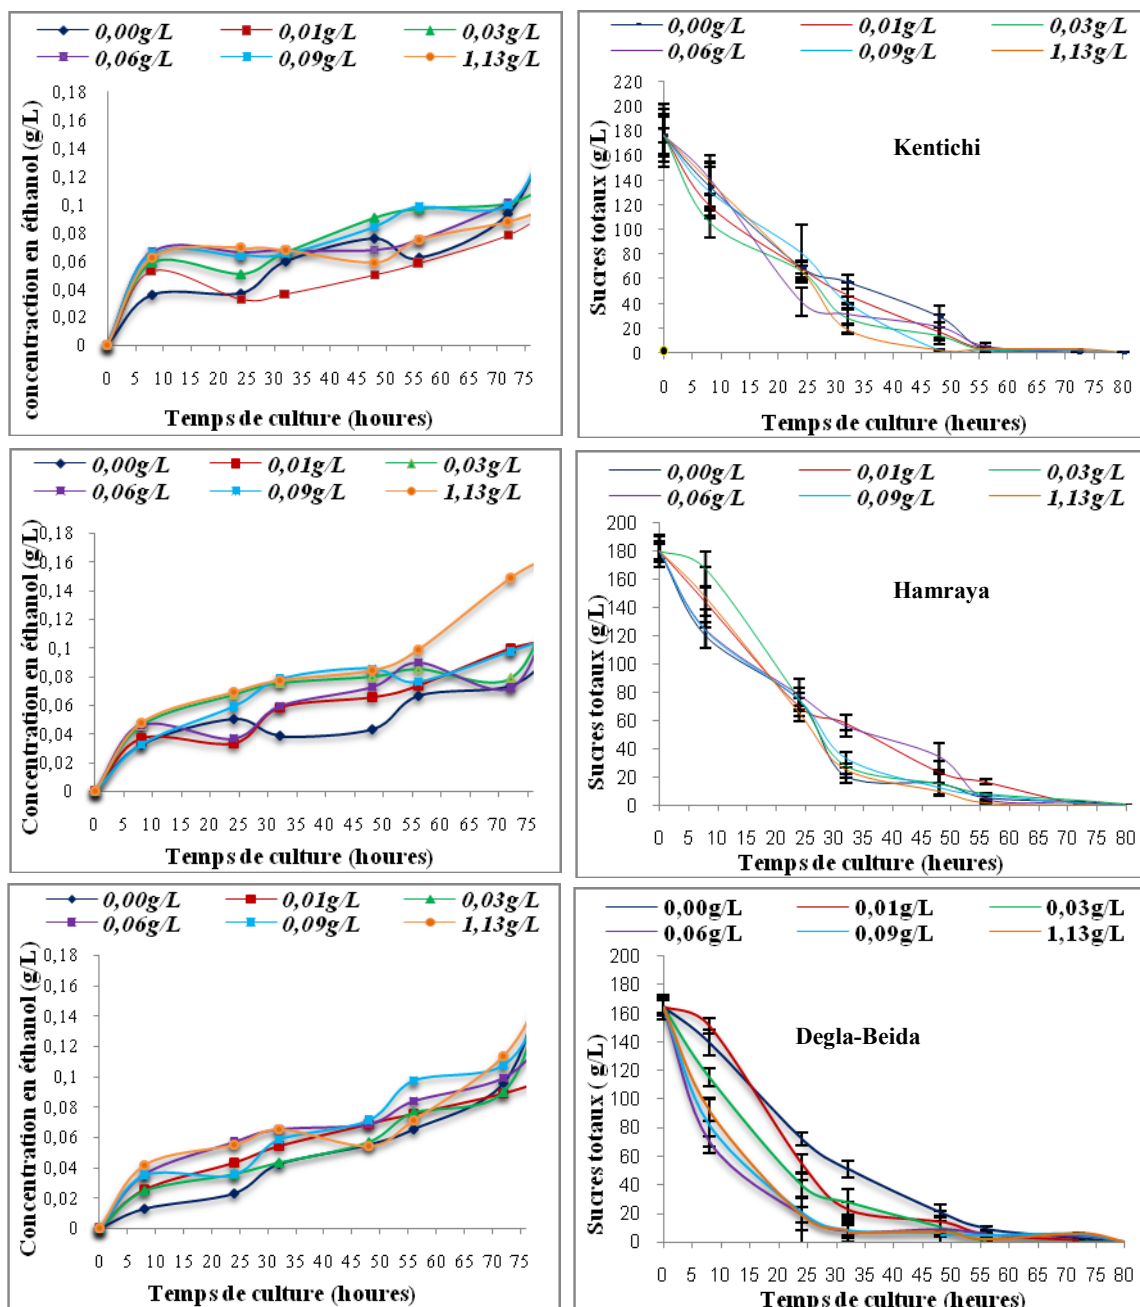 0,00g/L 0,01g/L 0,03g/L
0,06g/L 0,09g/L 1,13g/L
concentraction en éthanol (g/L)
0,18
0,16
0,14
0,12
0,1
0,08
0,06
0,04
0,02
0
0 5 10 15 20 25 30 35 40 45 50 55 60 65 70 75
Temps de culture (houres)
0,00g/L 0,01g/L 0,03g/L
0,06g/L 0,09g/L 1,13g/L
Sucres totaux (g/L)
220
200
180
160
140
120
100
80
60
40
20
0
Kentichi
0 5 10 15 20 25 30 35 40 45 50 55 60 65 70 75 80
Temps de culture (heures)
0,00g/L 0,01g/L 0,03g/L
0,06g/L 0,09g/L 1,13g/L
Concentration en éthanol (g/L)
0,18
0,16
0,14
0,12
0,1
0,08
0,06
0,04
0,02
0
0 5 10 15 20 25 30 35 40 45 50 55 60 65 70 75
Temps de culture (houres)
0,00g/L 0,01g/L 0,03g/L
0,06g/L 0,09g/L 1,13g/L
Sucres totaux (g/L)
200
180
160
140
120
100
80
60
40
20
0
Hamraya
0 5 10 15 20 25 30 35 40 45 50 55 60 65 70 75 80
Temps de culture (heures)
0,00g/L 0,01g/L 0,03g/L
0,06g/L 0,09g/L 1,13g/L
Concentration en éthanol (g/L)
0,18
0,16
0,14
0,12
0,1
0,08
0,06
0,04
0,02
0
0 5 10 15 20 25 30 35 40 45 50 55 60 65 70 75
Temps de culture (houres)
0,00g/L 0,01g/L 0,03g/L
0,06g/L 0,09g/L 1,13g/L
Sucres totaux ( g/L)
200
180
160
140
120
100
80
60
40
20
0
Degla-Beida
0 5 10 15 20 25 30 35 40 45 50 55 60 65 70 75 80
Temps de culture (heures)